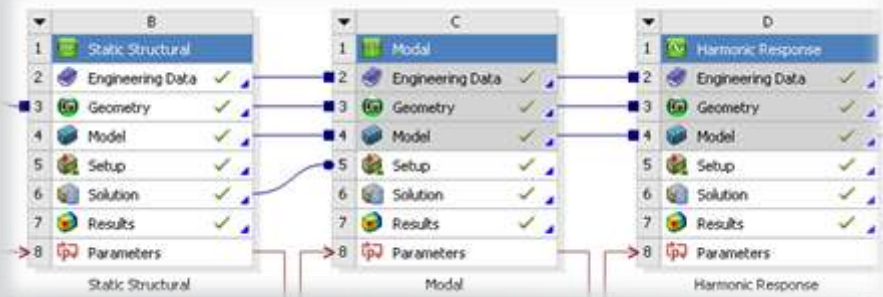 B
1 Static Structural
2 Engineering Data
3 Geometry
4 Model
5 Setup
6 Solution
7 Results
8 Parameters
Static Structural
C
1 Modal
2 Engineering Data
3 Geometry
4 Model
5 Setup
6 Solution
7 Results
8 Parameters
Modal
D
1 Harmonic Response
2 Engineering Data
3 Geometry
4 Model
5 Setup
6 Solution
7 Results
8 Parameters
Harmonic Response